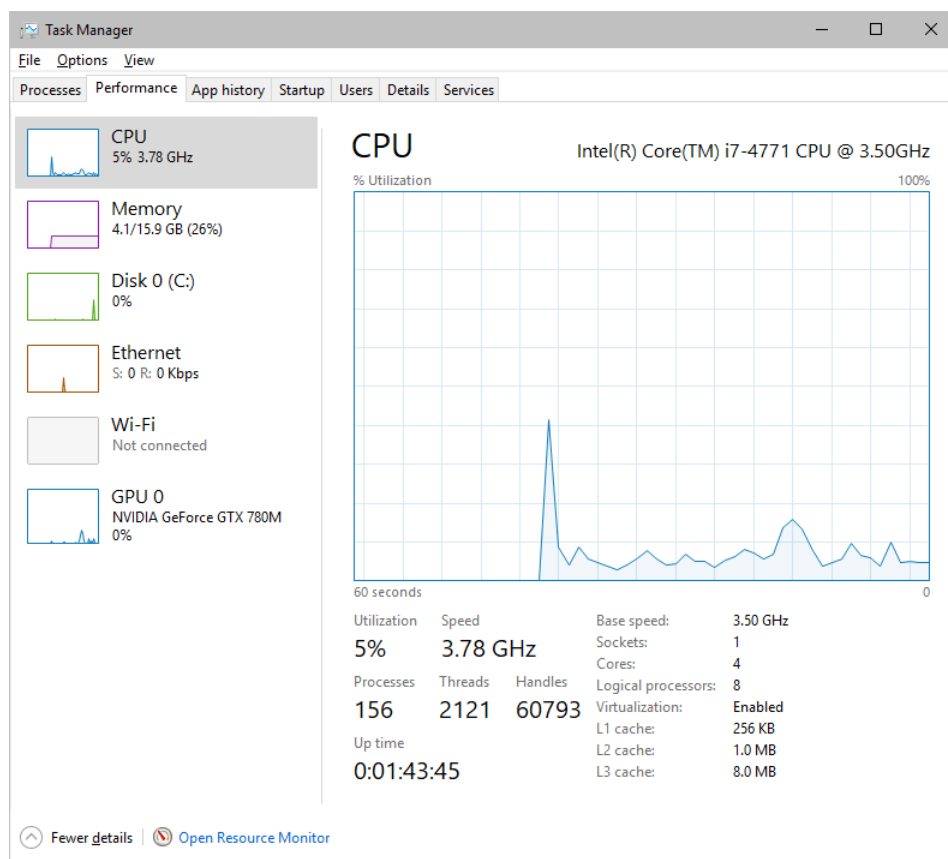 Task Manager
File Options View
Processes Performance App history Startup Users Details Services
CPU
5% 3.78 GHz
Memory
4.1/15.9 GB (26%)
Disk 0 (C:)
0%
Ethernet
S: 0 R: 0 Kbps
Wi-Fi
Not connected
GPU 0
NVIDIA GeForce GTX 780M
0%
CPU Intel(R) Core(TM) i7-4771 CPU @ 3.50GHz
% Utilization 100%
60 seconds 0
Utilization Speed
5% 3.78 GHz
Processes Threads Handles
156 2121 60793
Up time
0:01:43:45
Base speed: 3.50 GHz
Sockets: 1
Cores: 4
Logical processors: 8
Virtualization: Enabled
L1 cache: 256 KB
L2 cache: 1.0 MB
L3 cache: 8.0 MB
Fewer details Open Resource Monitor